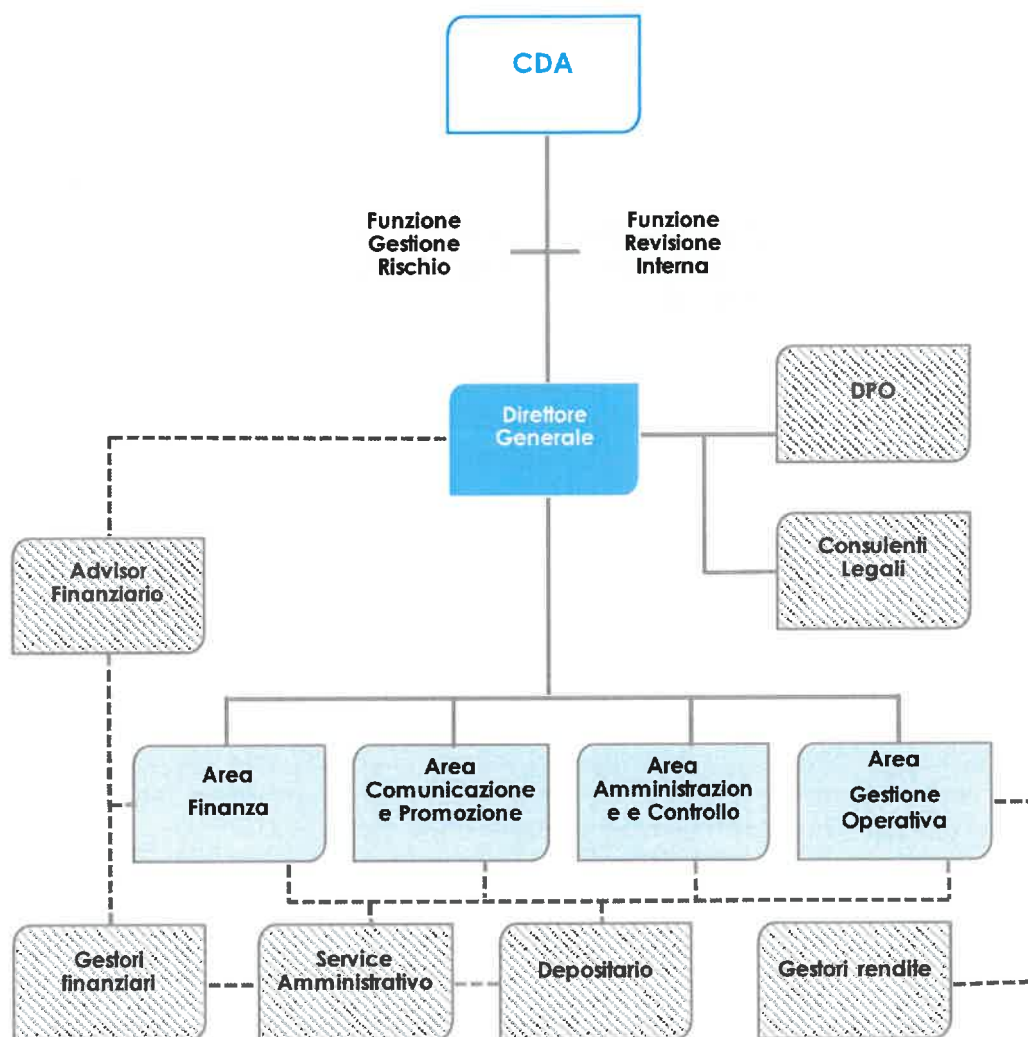 CDA
Funzione
Gestione
Rischio
Funzione
Revisione
Interna
Direttore
Generale
DPO
Consulenti
Legali
Advisor
Finanziario
Area
Finanza
Area
Comunicazione
e Promozione
Area
Amministrazion
e e Controllo
Area
Gestione
Operativa
Gestori
finanziari
Service
Amministrativo
Depositario
Gestori rendite